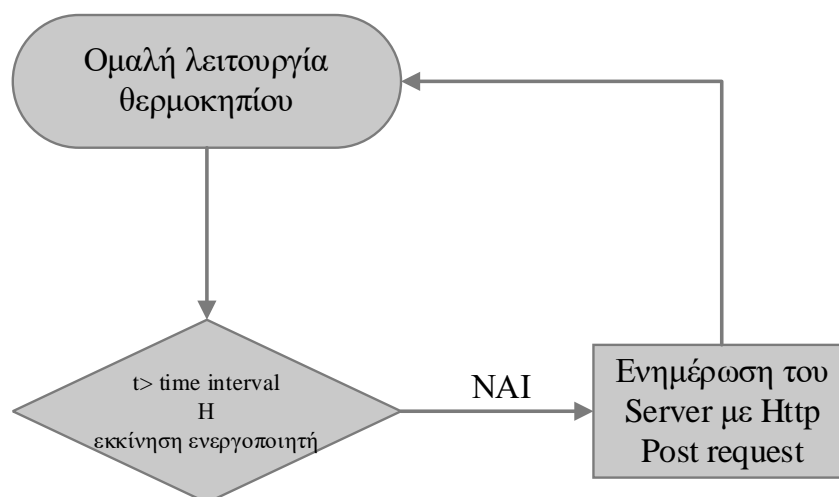 Ομαλή λειτουργία
θερμοκηπίου
t> time interval
Η
εκκίνηση ενεργοποιητή
ΝΑΙ
Ενημέρωση του
Server με Http
Post request